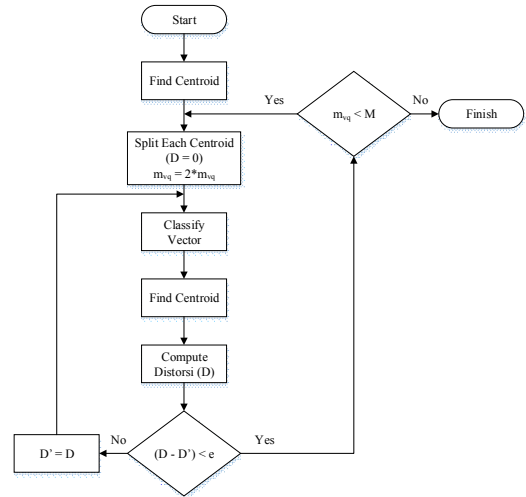 Start
Find Centroid
Yes
m_vq < M
No
Finish
Split Each Centroid
(D = 0)
m_vq = 2*m_vq
Classify
Vector
Find Centroid
Compute
Distorsi (D)
D' = D
No
(D - D') < e
Yes